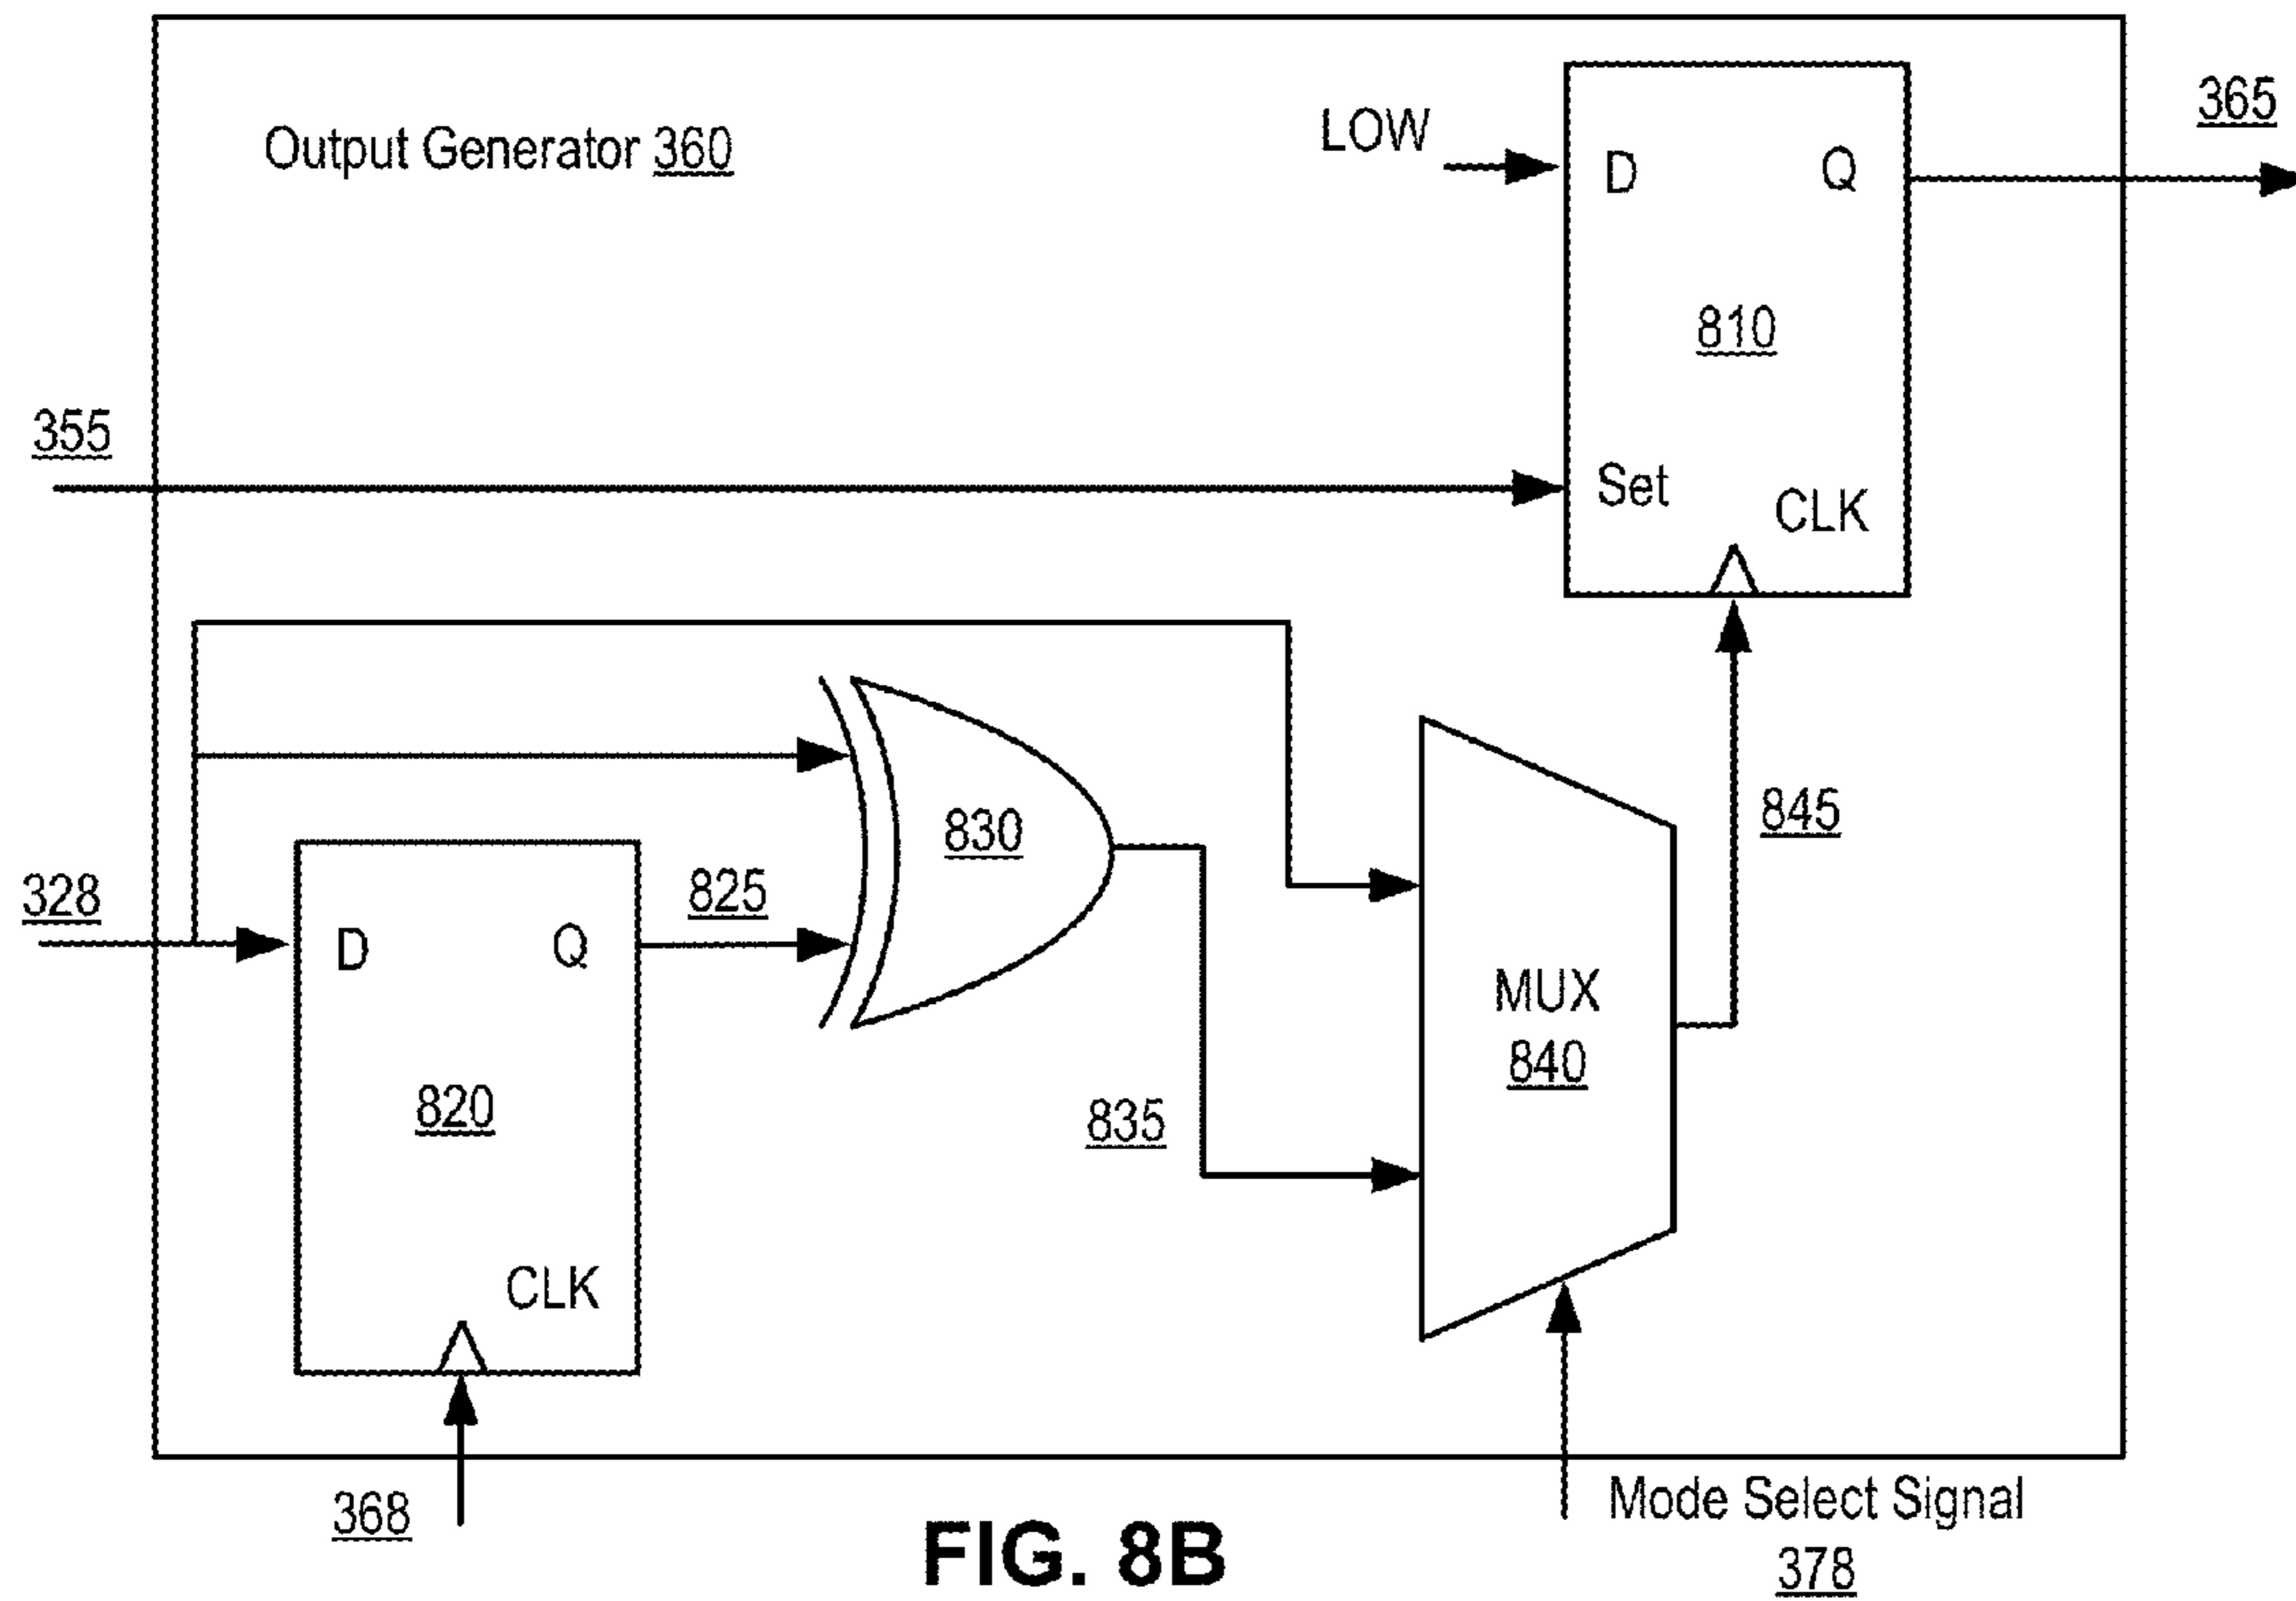 Output Generator 360
LOW
D
Q
365
810
355
Set
CLK
845
830
328
D
Q
825
MUX
840
820
835
CLK
368
Mode Select Signal
378
FIG. 8B